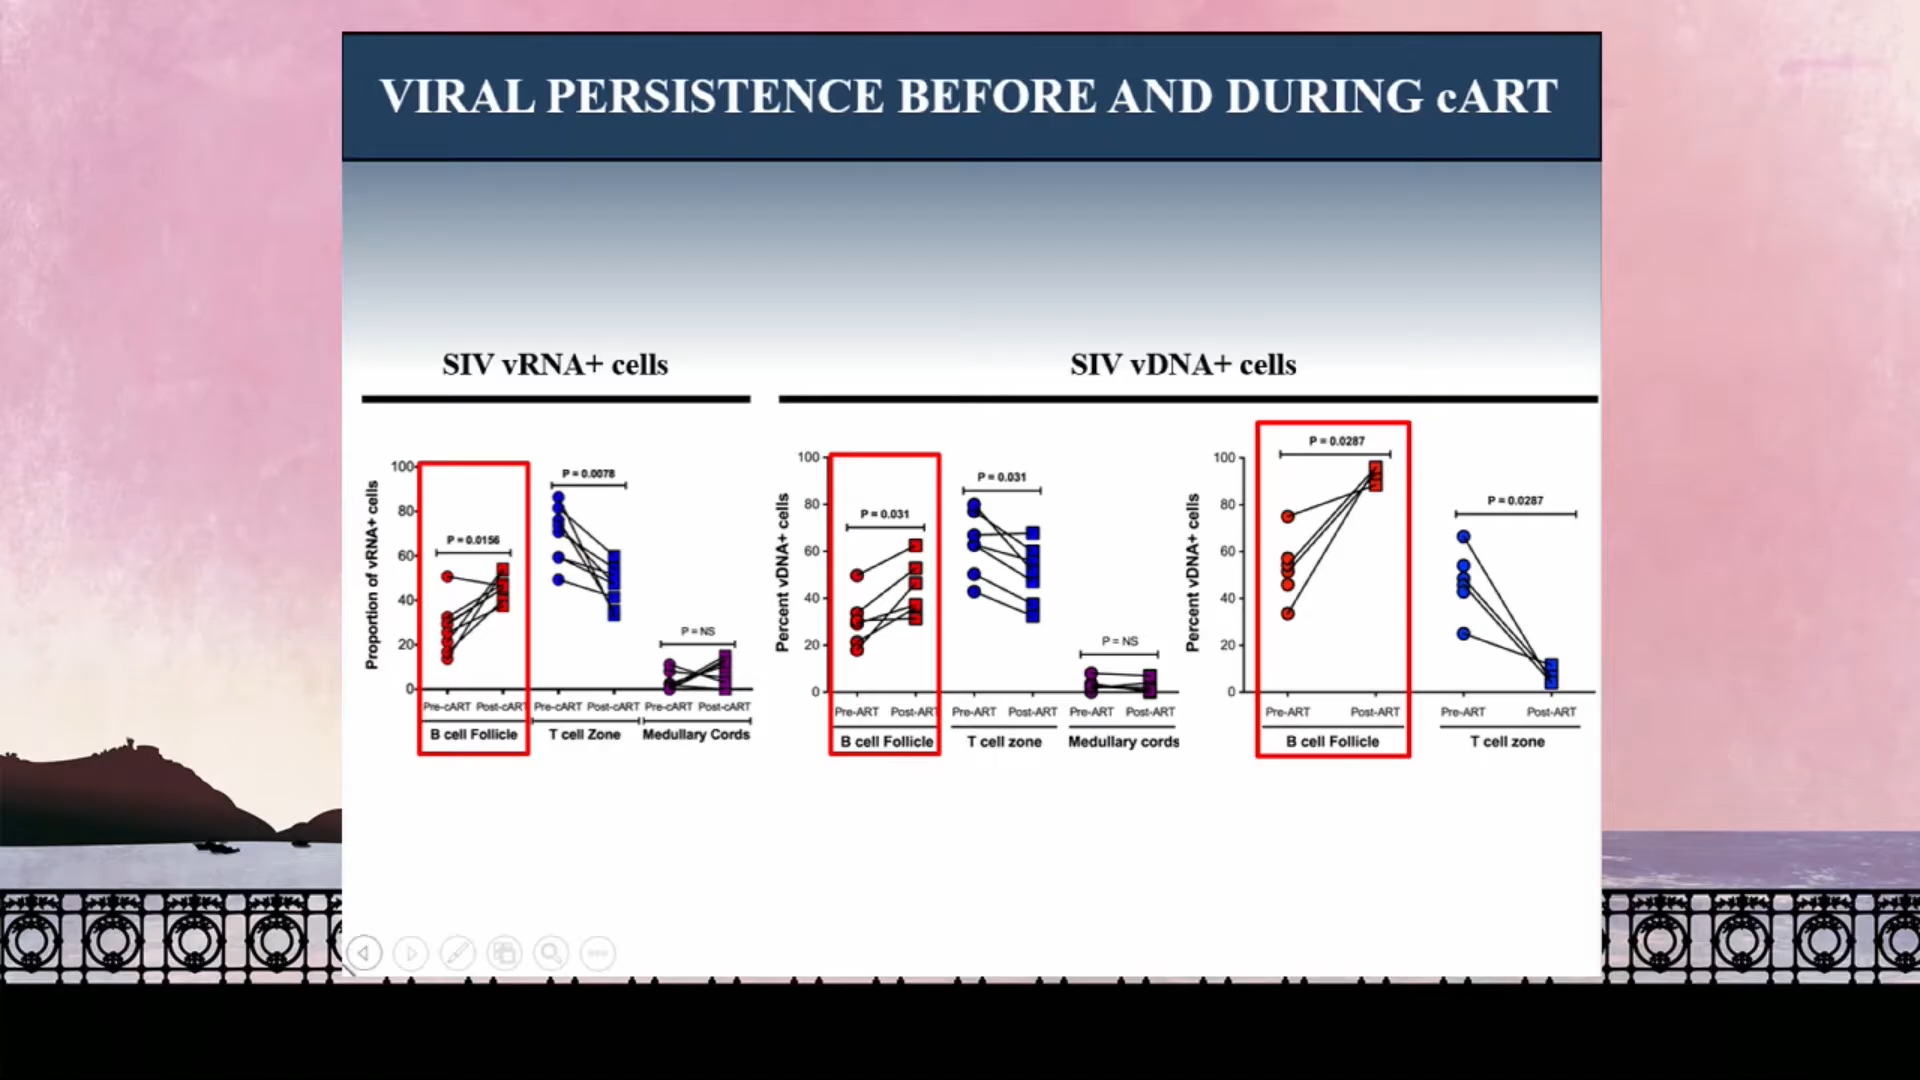 VIRAL PERSISTENCE BEFORE AND DURING cART
SIV vRNA+ cells
SIV vDNA+ cells
Proportion of vRNA+ cells
100
80
60
40
20
0
P = 0.0156
P = 0.0078
P = NS
Pre-cART Post-cART Pre-cART Post-cART Pre-cART Post-cART
B cell Follicle T cell Zone Medullary Cords
Percent vDNA+ cells
100
80
60
40
20
0
P = 0.031
P = 0.031
P = NS
Pre-ART Post-ART Pre-ART Post-ART Pre-ART Post-ART
B cell Follicle T cell zone Medullary cords
Percent vDNA+ cells
100
80
60
40
20
0
P = 0.0287
P = 0.0287
Pre-ART Post-ART Pre-ART Post-ART
B cell Follicle T cell zone